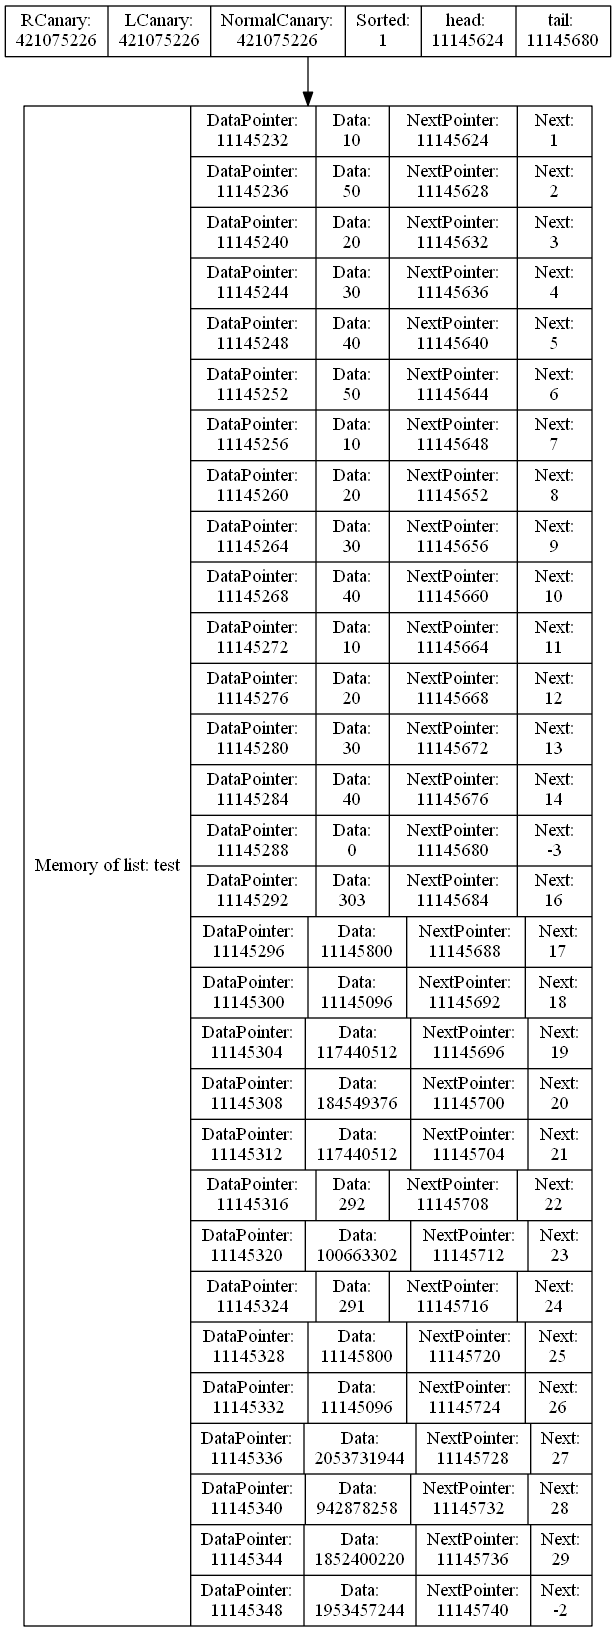 RCanary: LCanary: NormalCanary: Sorted: head: tail:
421075226 421075226 421075226 1 11145624 11145680
DataPointer: Data: NextPointer: Next:
11145232 10 11145624 1
DataPointer: Data: NextPointer: Next:
11145236 50 11145628 2
DataPointer: Data: NextPointer: Next:
11145240 20 11145632 3
DataPointer: Data: NextPointer: Next:
11145244 30 11145636 4
DataPointer: Data: NextPointer: Next:
11145248 40 11145640 5
DataPointer: Data: NextPointer: Next:
11145252 50 11145644 6
DataPointer: Data: NextPointer: Next:
11145256 10 11145648 7
DataPointer: Data: NextPointer: Next:
11145260 20 11145652 8
DataPointer: Data: NextPointer: Next:
11145264 30 11145656 9
DataPointer: Data: NextPointer: Next:
11145268 40 11145660 10
DataPointer: Data: NextPointer: Next:
11145272 10 11145664 11
DataPointer: Data: NextPointer: Next:
11145276 20 11145668 12
DataPointer: Data: NextPointer: Next:
11145280 30 11145672 13
DataPointer: Data: NextPointer: Next:
11145284 40 11145676 14
DataPointer: Data: NextPointer: Next:
11145288 0 11145680 -3
Memory of list: test
DataPointer: Data: NextPointer: Next:
11145292 303 11145684 16
DataPointer: Data: NextPointer: Next:
11145296 11145800 11145688 17
DataPointer: Data: NextPointer: Next:
11145300 11145096 11145692 18
DataPointer: Data: NextPointer: Next:
11145304 117440512 11145696 19
DataPointer: Data: NextPointer: Next:
11145308 184549376 11145700 20
DataPointer: Data: NextPointer: Next:
11145312 117440512 11145704 21
DataPointer: Data: NextPointer: Next:
11145316 292 11145708 22
DataPointer: Data: NextPointer: Next:
11145320 100663302 11145712 23
DataPointer: Data: NextPointer: Next:
11145324 291 11145716 24
DataPointer: Data: NextPointer: Next:
11145328 11145800 11145720 25
DataPointer: Data: NextPointer: Next:
11145332 11145096 11145724 26
DataPointer: Data: NextPointer: Next:
11145336 2053731944 11145728 27
DataPointer: Data: NextPointer: Next:
11145340 942878258 11145732 28
DataPointer: Data: NextPointer: Next:
11145344 1852400220 11145736 29
DataPointer: Data: NextPointer: Next:
11145348 1953457244 11145740 -2